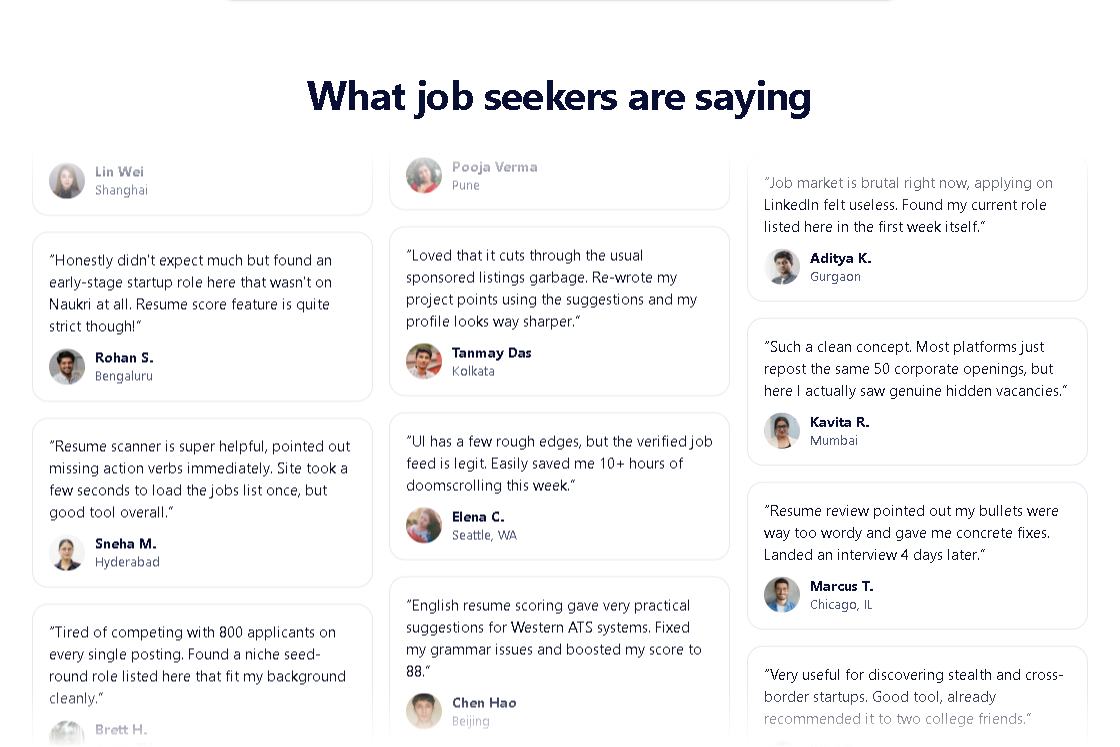 What job seekers are saying
Lin Wei
Shanghai
"Honestly didn't expect much but found an
early-stage startup role here that wasn't on
Naukri at all. Resume score feature is quite
strict though!"
Rohan S.
Bengaluru
"Resume scanner is super helpful, pointed out
missing action verbs immediately. Site took a
few seconds to load the jobs list once, but
good tool overall."
Sneha M.
Hyderabad
"Tired of competing with 800 applicants on
every single posting. Found a niche seed-
round role listed here that fit my background
cleanly."
Brett H.
Pooja Verma
Pune
"Loved that it cuts through the usual
sponsored listings garbage. Re-wrote my
project points using the suggestions and my
profile looks way sharper."
Tanmay Das
Kolkata
"UI has a few rough edges, but the verified job
feed is legit. Easily saved me 10+ hours of
doomscrolling this week."
Elena C.
Seattle, WA
"English resume scoring gave very practical
suggestions for Western ATS systems. Fixed
my grammar issues and boosted my score to
88."
Chen Hao
Beijing
"Job market is brutal right now, applying on
LinkedIn felt useless. Found my current role
listed here in the first week itself."
Aditya K.
Gurgaon
"Such a clean concept. Most platforms just
repost the same 50 corporate openings, but
here I actually saw genuine hidden vacancies."
Kavita R.
Mumbai
"Resume review pointed out my bullets were
way too wordy and gave me concrete fixes.
Landed an interview 4 days later."
Marcus T.
Chicago, IL
"Very useful for discovering stealth and cross-
border startups. Good tool, already
recommended it to two college friends."